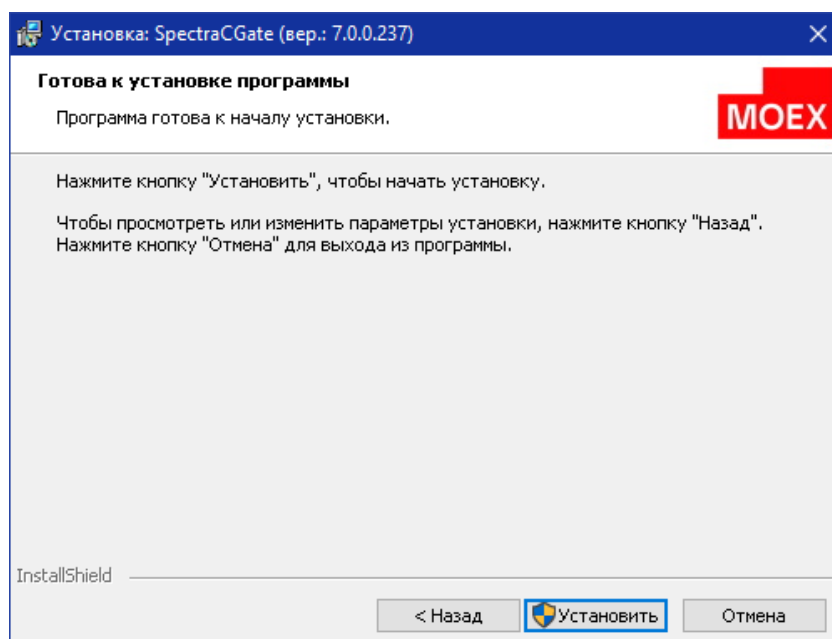 Установка: SpectraCGate (вер.: 7.0.0.237)
Готова к установке программы
Программа готова к началу установки.
MOEX
Нажмите кнопку "Установить", чтобы начать установку.
Чтобы просмотреть или изменить параметры установки, нажмите кнопку "Назад".
Нажмите кнопку "Отмена" для выхода из программы.
InstallShield
< Назад
Установить
Отмена